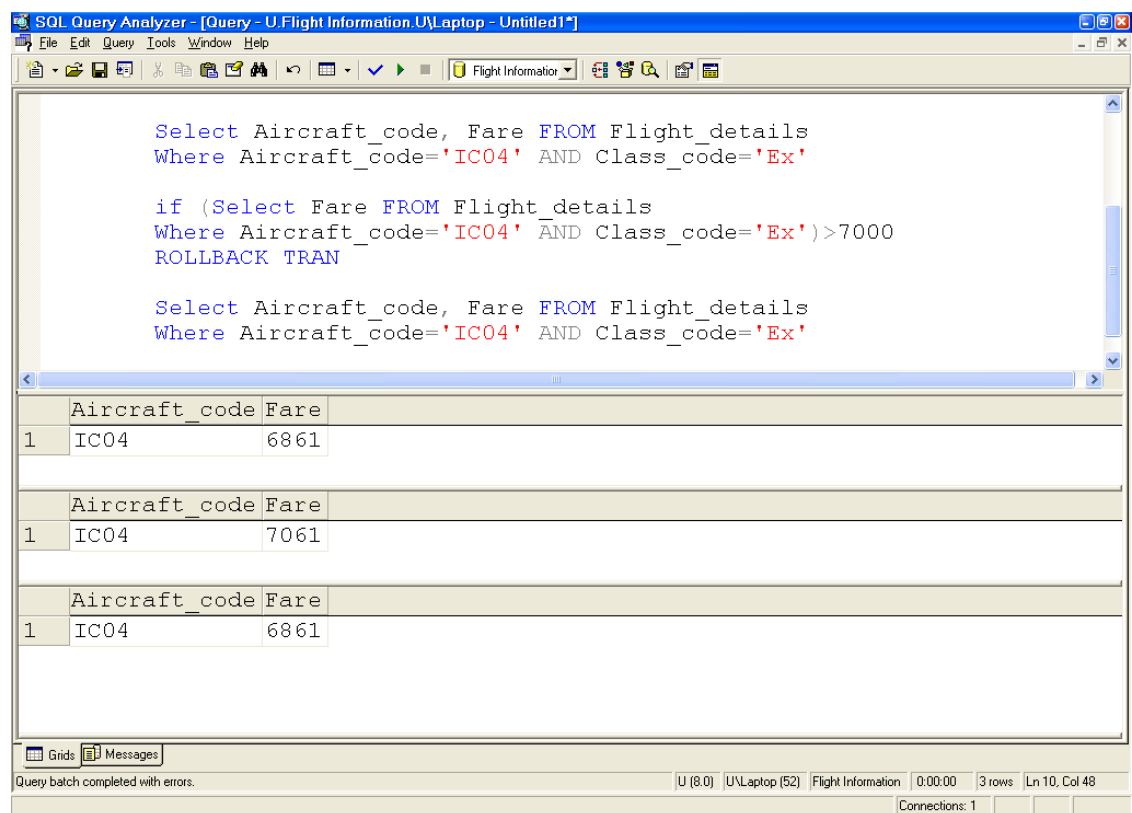 SQL Query Analyzer - [Query - U.Flight Information.U\Laptop - Untitled1*]
File Edit Query Tools Window Help
Flight Information
Select Aircraft_code, Fare FROM Flight_details
Where Aircraft_code='IC04' AND Class_code='Ex'
if (Select Fare FROM Flight_details
Where Aircraft_code='IC04' AND Class_code='Ex')>7000
ROLLBACK TRAN
Select Aircraft_code, Fare FROM Flight_details
Where Aircraft_code='IC04' AND Class_code='Ex'
Aircraft_code Fare
1 IC04 6861
Aircraft_code Fare
1 IC04 7061
Aircraft_code Fare
1 IC04 6861
Grids Messages
Query batch completed with errors. U (8.0) U\Laptop (52) Flight Information 0:00:00 3 rows Ln 10, Col 48
Connections: 1